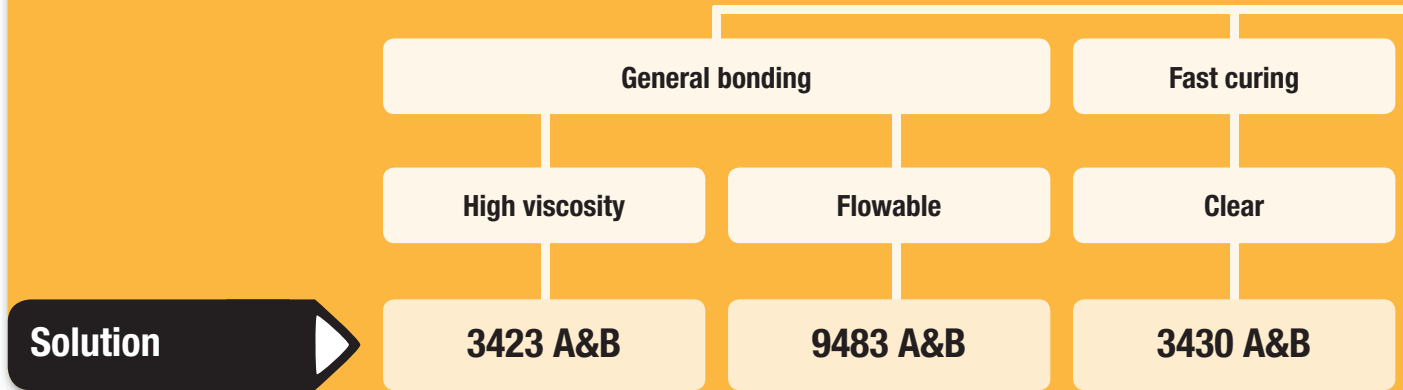 General bonding
Fast curing
High viscosity
Flowable
Clear
Solution
3423 A&B
9483 A&B
3430 A&B